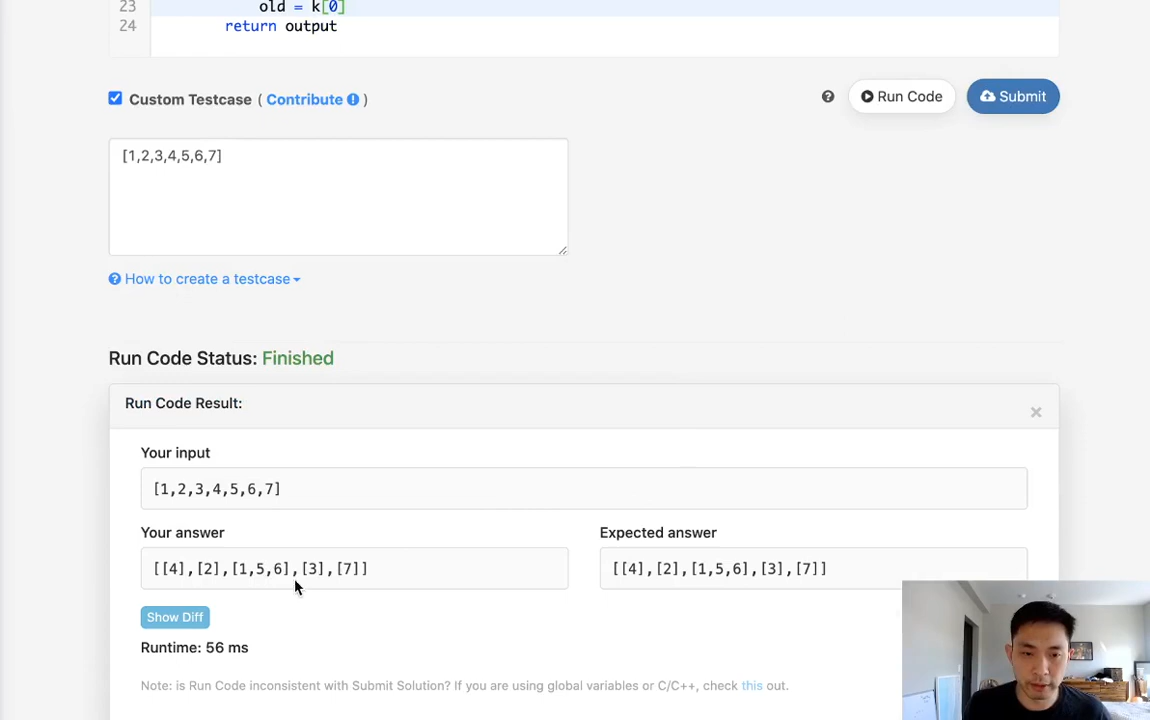 23 old = k[0]
24 return output
Custom Testcase ( Contribute )
Run Code
Submit
[1,2,3,4,5,6,7]
How to create a testcase
Run Code Status: Finished
Run Code Result:
×
Your input
[1,2,3,4,5,6,7]
Your answer
Expected answer
[[4],[2],[1,5,6],[3],[7]]
[[4],[2],[1,5,6],[3],[7]]
Show Diff
Runtime: 56 ms
Note: is Run Code inconsistent with Submit Solution? If you are using global variables or C/C++, check this out.